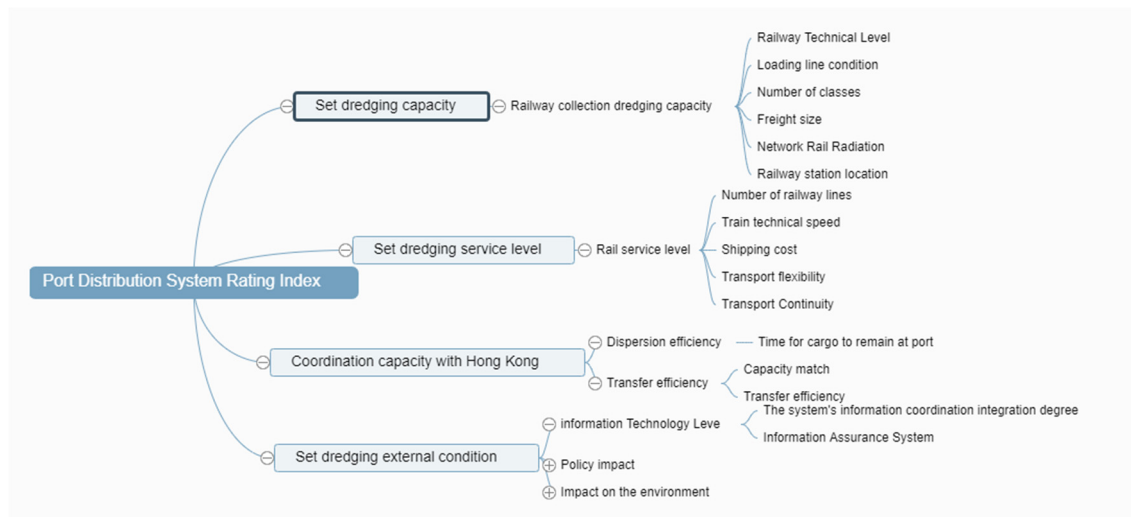 Port Distribution System Rating Index
Set dredging capacity
Railway collection dredging capacity
Railway Technical Level
Loading line condition
Number of classes
Freight size
Network Rail Radiation
Railway station location
Set dredging service level
Rail service level
Number of railway lines
Train technical speed
Shipping cost
Transport flexibility
Transport Continuity
Coordination capacity with Hong Kong
Dispersion efficiency
Time for cargo to remain at port
Transfer efficiency
Capacity match
Transfer efficiency
Set dredging external condition
information Technology Leve
The system's information coordination integration degree
Information Assurance System
Policy impact
Impact on the environment